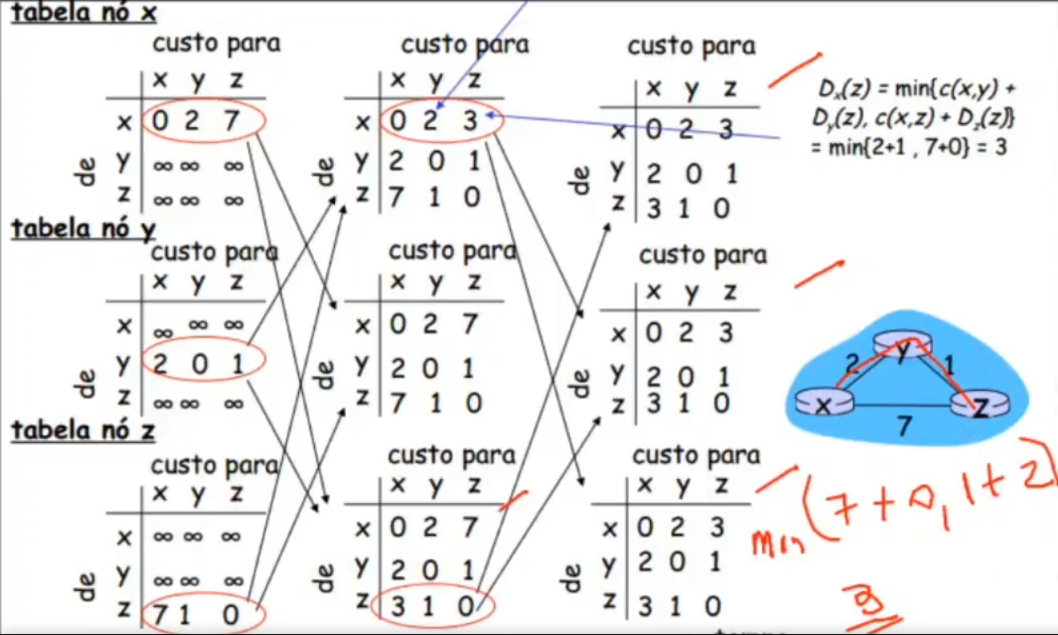 tabela nó x
custo para
x y z
x 0 2 7
de
y ∞ ∞ ∞
z ∞ ∞ ∞
custo para
x y z
x 0 2 3
de
y 2 0 1
z 7 1 0
custo para
x y z
x 0 2 3
de
y 2 0 1
z 3 1 0
Dx(z) = min{c(x,y) +
Dy(z), c(x,z) + Dz(z)}
= min{2+1 , 7+0} = 3
tabela nó y
custo para
x y z
x ∞ ∞ ∞
de
y 2 0 1
z ∞ ∞ ∞
custo para
x y z
x 0 2 7
de
y 2 0 1
z 7 1 0
custo para
x y z
x 0 2 3
de
y 2 0 1
z 3 1 0
y
2 1
x z
7
tabela nó z
custo para
x y z
x ∞ ∞ ∞
de
y ∞ ∞ ∞
z 7 1 0
custo para
x y z
x 0 2 7
de
y 2 0 1
z 3 1 0
custo para
x y z
x 0 2 3
de
y 2 0 1
z 3 1 0
min (7+0, 1+2)
3